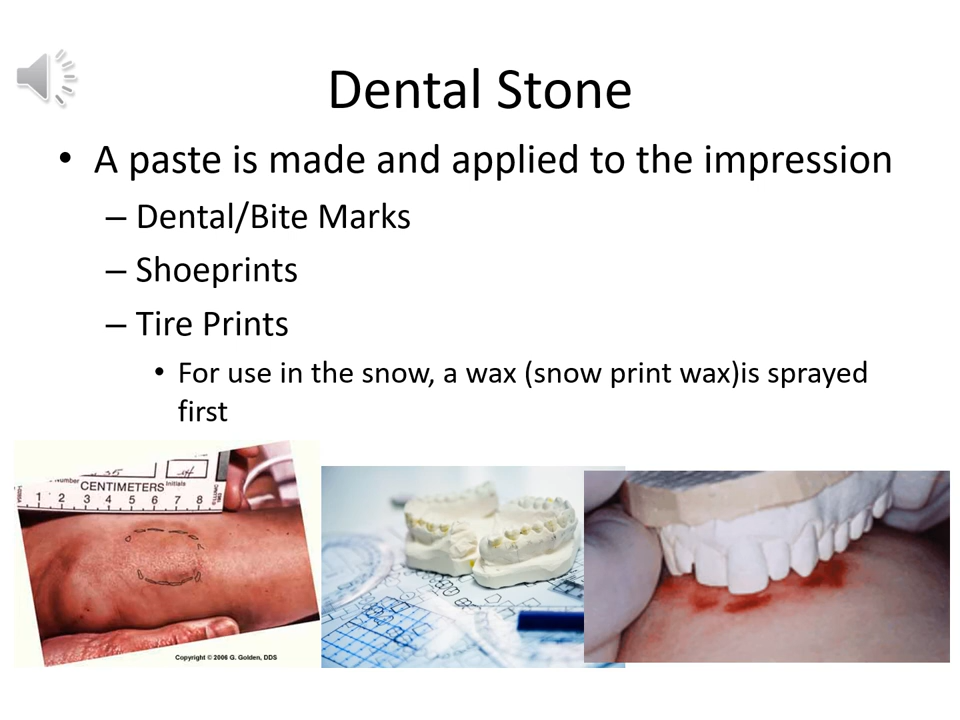 Dental Stone
• A paste is made and applied to the impression
– Dental/Bite Marks
– Shoeprints
– Tire Prints
• For use in the snow, a wax (snow print wax)is sprayed
first
Initials
CENTIMETERS
1 2 3 4 5 6 7 8
Copyright © 2006 G. Golden, DDS